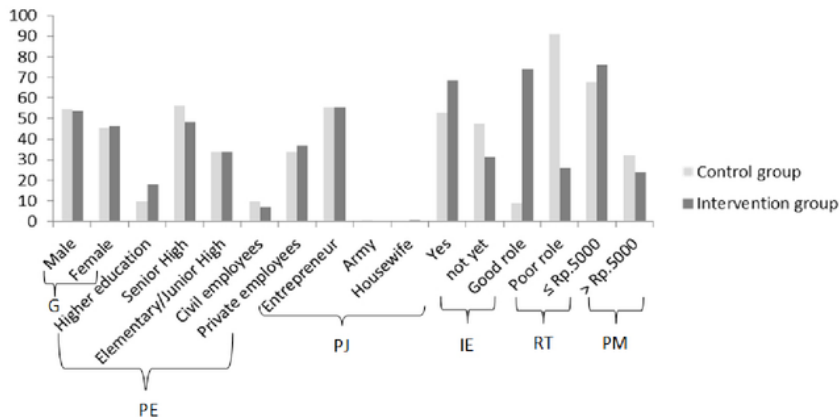 100
90
80
70
60
50
40
30
20
10
0
Control group
Intervention group
Male
Female
Higher education
Senior High
Elementary/Junior High
Civil employees
Private employees
Entrepreneur
Army
Housewife
Yes
not yet
Good role
Poor role
≤ Rp.5000
> Rp.5000
G
PE
PJ
IE
RT
PM